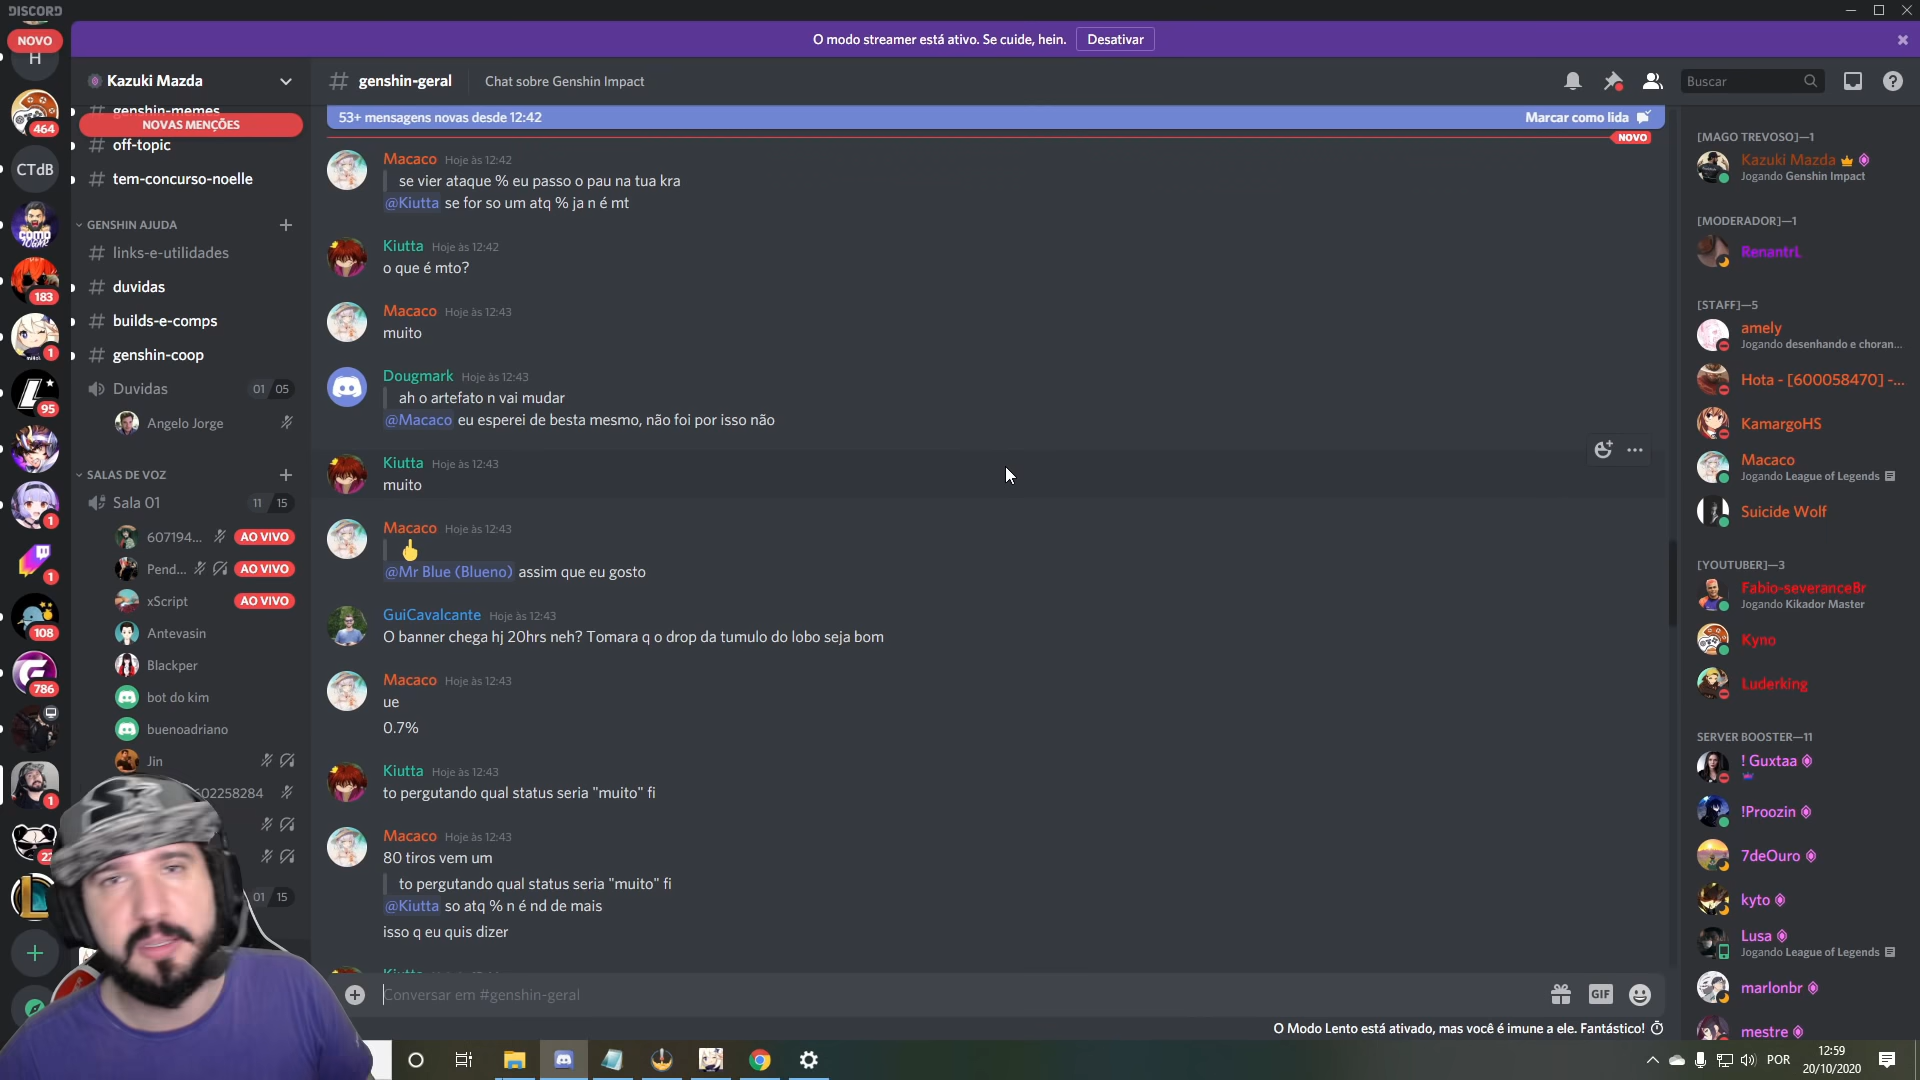 DISCORD
O modo streamer está ativo. Se cuide, hein.
Desativar
NOVO
H
464
CTdB
COMP
183
1
95
1
1
108
786
1
Kazuki Mazda
genshin-memes
NOVAS MENÇÕES
off-topic
tem-concurso-noelle
GENSHIN AJUDA
links-e-utilidades
duvidas
builds-e-comps
genshin-coop
Duvidas 01 05
Angelo Jorge
SALAS DE VOZ
Sala 01 11 15
607194... AO VIVO
Pend... AO VIVO
xScript AO VIVO
Antevasin
Blackper
bot do kim
buenoadriano
Jin
602258284
01 15
# genshin-geral
Chat sobre Genshin Impact
Buscar
53+ mensagens novas desde 12:42
Marcar como lida
NOVO
Macaco Hoje às 12:42
se vier ataque % eu passo o pau na tua kra
@Kiutta se for so um atq % ja n é mt
Kiutta Hoje às 12:42
o que é mto?
Macaco Hoje às 12:43
muito
Dougmark Hoje às 12:43
ah o artefato n vai mudar
@Macaco eu esperei de besta mesmo, não foi por isso não
Kiutta Hoje às 12:43
muito
Macaco Hoje às 12:43
@Mr Blue (Blueno) assim que eu gosto
GuiCavalcante Hoje às 12:43
O banner chega hj 20hrs neh? Tomara q o drop da tumulo do lobo seja bom
Macaco Hoje às 12:43
ue
0.7%
Kiutta Hoje às 12:43
to pergutando qual status seria "muito" fi
Macaco Hoje às 12:43
80 tiros vem um
to pergutando qual status seria "muito" fi
@Kiutta so atq % n é nd de mais
isso q eu quis dizer
Conversar em #genshin-geral
GIF
O Modo Lento está ativado, mas você é imune a ele. Fantástico!
[MAGO TREVOSO]—1
Kazuki Mazda
Jogando Genshin Impact
[MODERADOR]—1
RenantrL
[STAFF]—5
amely
Jogando desenhando e choran...
Hota - [600058470] -...
KamargoHS
Macaco
Jogando League of Legends
Suicide Wolf
[YOUTUBER]—3
Fabio-severanceBr
Jogando Kikador Master
Kyno
Luderking
SERVER BOOSTER—11
! Guxtaa
!Proozin
7deOuro
kyto
Lusa
Jogando League of Legends
marlonbr
mestre
POR
12:59
20/10/2020